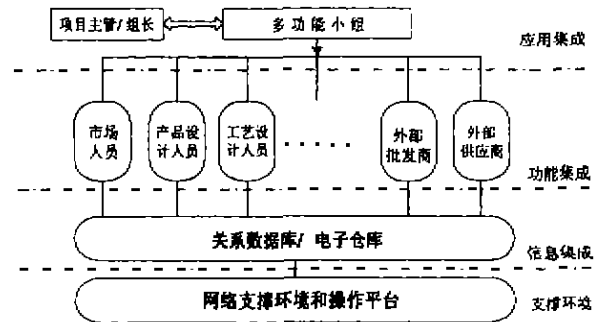 项目主管/组长
多功能小组
应用集成
市场
人员
产品设
计人员
工艺设
计人员
.....
外部
批发商
外部
供应商
功能集成
关系数据库/ 电子仓库
信息集成
网络支撑环境和操作平台
支撑环境